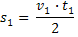 s₁ = (v₁ · t₁) / 2